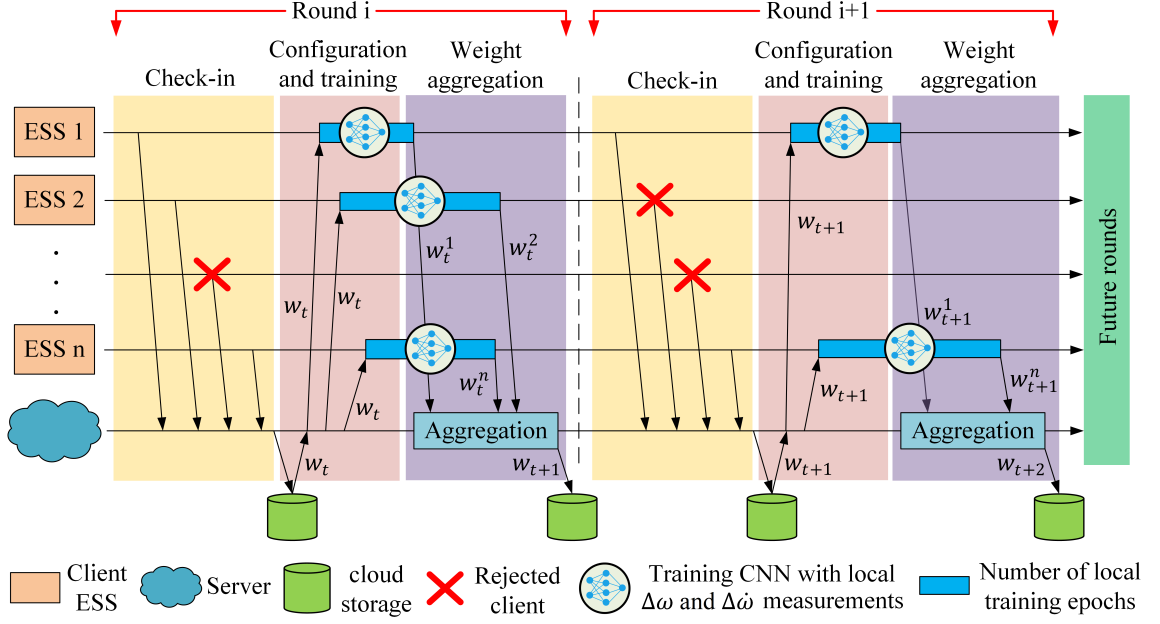 Round i
Round i+1
Check-in
Configuration
and training
Weight
aggregation
Check-in
Configuration
and training
Weight
aggregation
ESS 1
ESS 2
.
.
.
ESS n
w_t
w_t
w_t
w_t
w_t^1
w_t^2
w_t^n
Aggregation
w_{t+1}
w_{t+1}
w_{t+1}
w_{t+1}
w_{t+1}^1
w_{t+1}^n
Aggregation
w_{t+2}
Future rounds
Client
ESS
Server
cloud
storage
Rejected
client
Training CNN with local
Δω and Δω̇ measurements
Number of local
training epochs